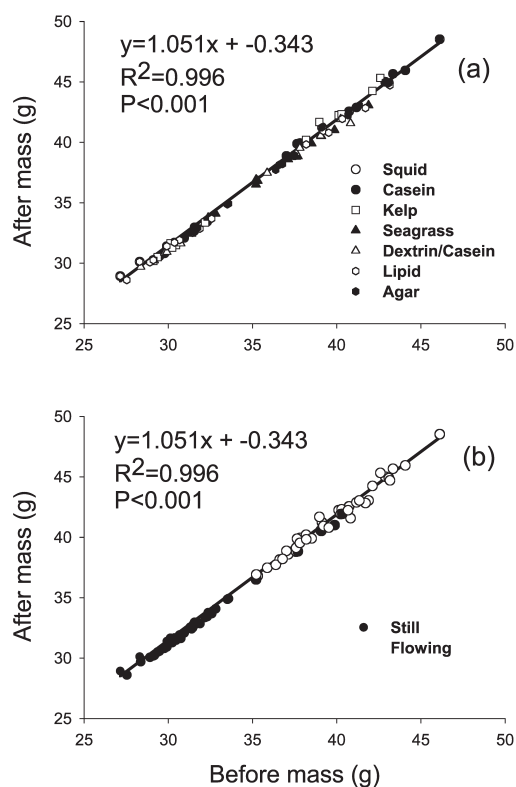 50
45
40
35
30
25
After mass (g)
y=1.051x + -0.343
R2=0.996
P<0.001
(a)
Squid
Casein
Kelp
Seagrass
Dextrin/Casein
Lipid
Agar
25 30 35 40 45 50
50
45
40
35
30
25
After mass (g)
y=1.051x + -0.343
R2=0.996
P<0.001
(b)
Still
Flowing
25 30 35 40 45 50
Before mass (g)